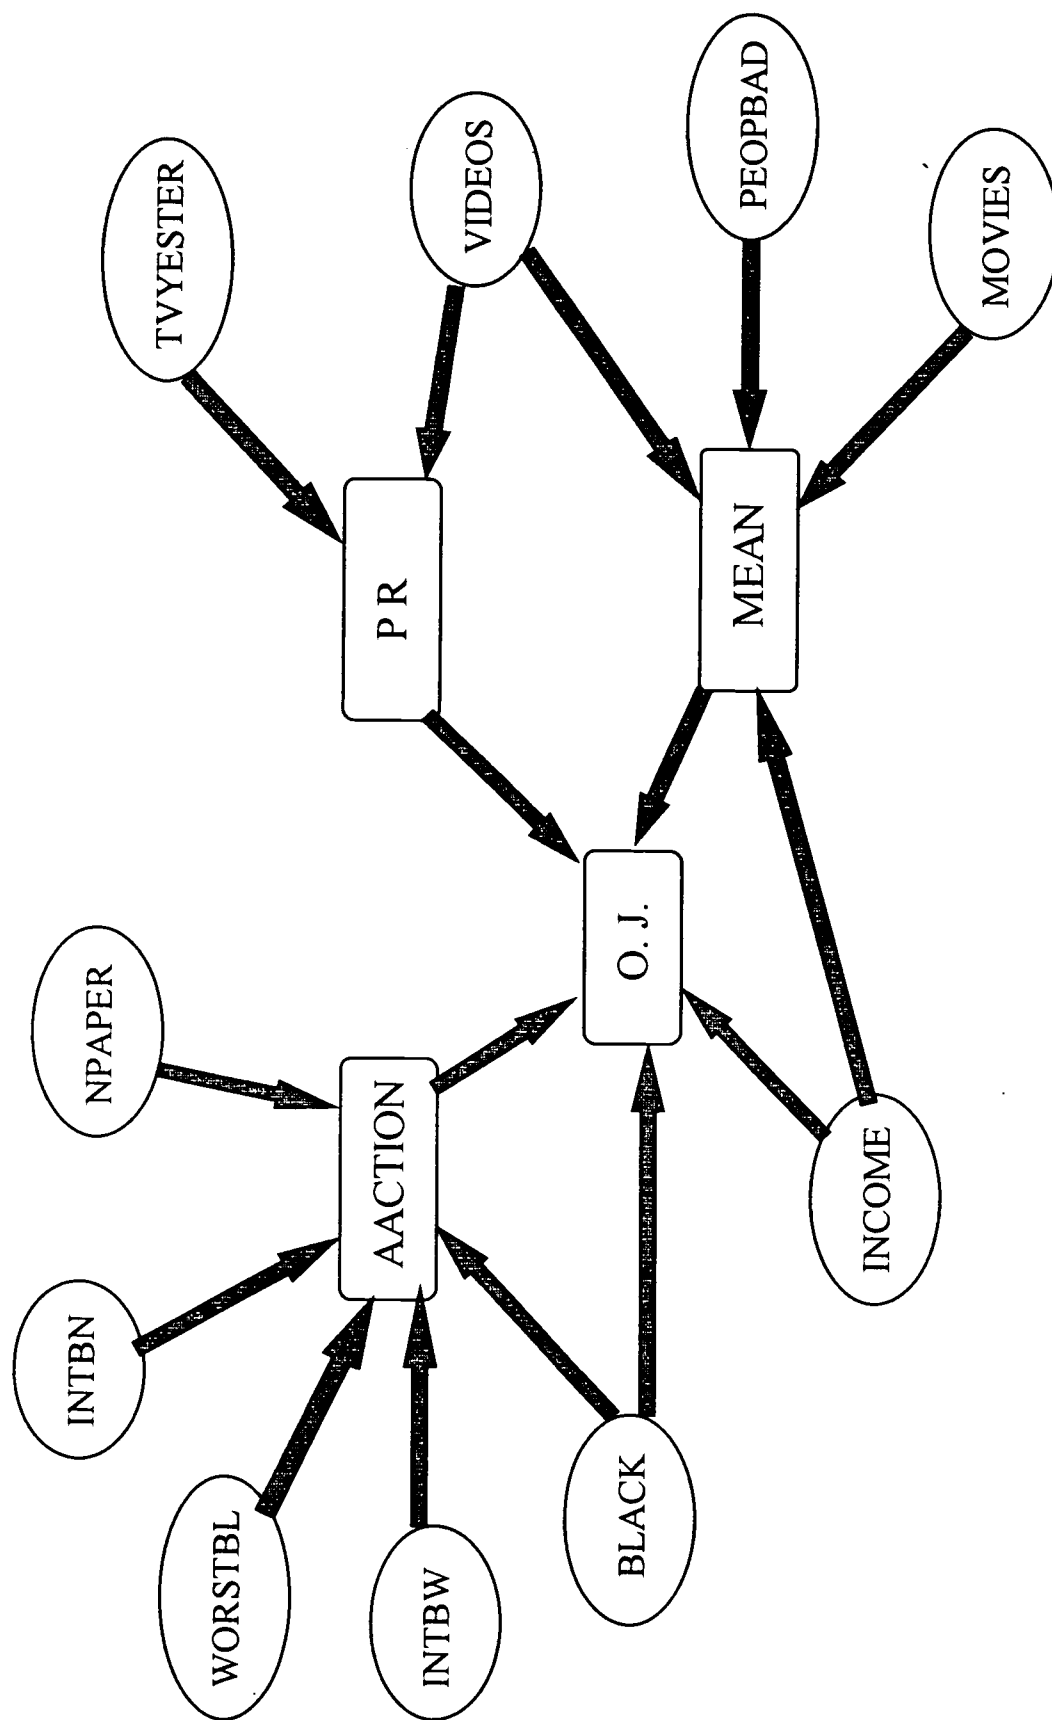 INTBN
NPAPER
TVYESTER
WORSTBL
AACTION
P R
VIDEOS
INTBW
BLACK
O. J.
MEAN
PEOPBAD
INCOME
MOVIES